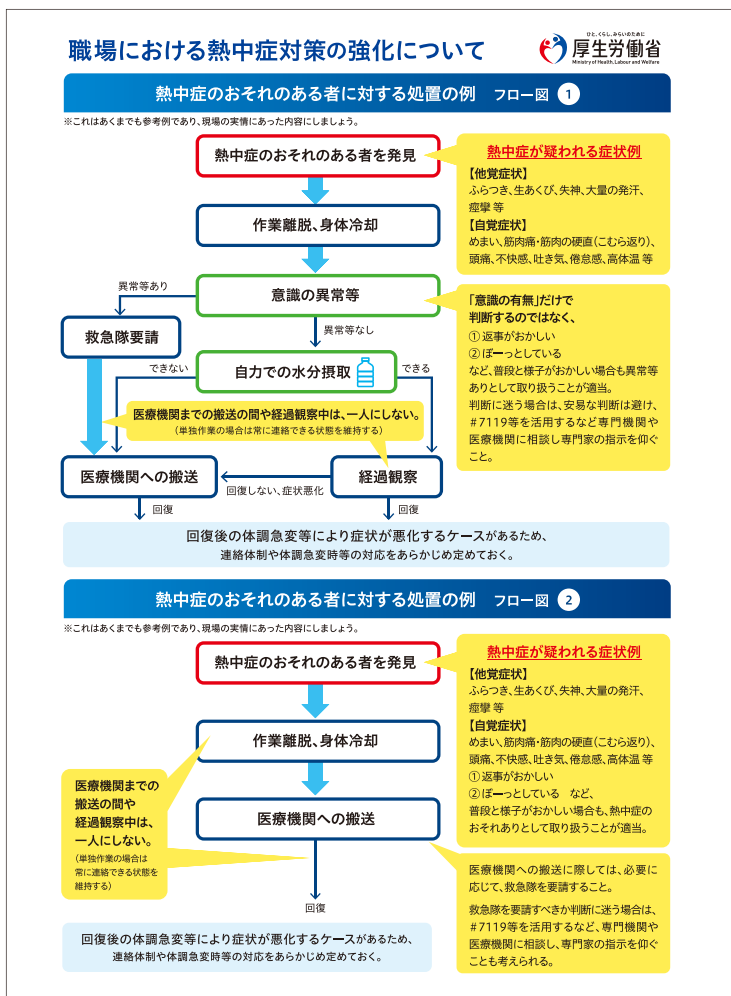 職場における熱中症対策の強化について
ひと、くらし、みらいのために
厚生労働省
Ministry of Health, Labour and Welfare
熱中症のおそれのある者に対する処置の例 フロー図 1
※これはあくまでも参考例であり、現場の実情にあった内容にしましょう。
熱中症のおそれのある者を発見
作業離脱、身体冷却
意識の異常等
異常等あり
異常等なし
救急隊要請
自力での水分摂取
できない
できる
医療機関までの搬送の間や経過観察中は、一人にしない。
(単独作業の場合は常に連絡できる状態を維持する)
医療機関への搬送
経過観察
回復しない、症状悪化
回復
回復
回復後の体調急変等により症状が悪化するケースがあるため、
連絡体制や体調急変時等の対応をあらかじめ定めておく。
熱中症が疑われる症状例
【他覚症状】
ふらつき、生あくび、失神、大量の発汗、
痙攣 等
【自覚症状】
めまい、筋肉痛・筋肉の硬直(こむら返り)、
頭痛、不快感、吐き気、倦怠感、高体温 等
「意識の有無」だけで
判断するのではなく、
① 返事がおかしい
② ぼーっとしている
など、普段と様子がおかしい場合も異常等
ありとして取り扱うことが適当。
判断に迷う場合は、安易な判断は避け、
#7119等を活用するなど専門機関や
医療機関に相談し専門家の指示を仰ぐ
こと。
熱中症のおそれのある者に対する処置の例 フロー図 2
※これはあくまでも参考例であり、現場の実情にあった内容にしましょう。
熱中症のおそれのある者を発見
作業離脱、身体冷却
医療機関への搬送
回復
医療機関までの
搬送の間や
経過観察中は、
一人にしない。
(単独作業の場合は
常に連絡できる状態を
維持する)
回復後の体調急変等により症状が悪化するケースがあるため、
連絡体制や体調急変時等の対応をあらかじめ定めておく。
熱中症が疑われる症状例
【他覚症状】
ふらつき、生あくび、失神、大量の発汗、
痙攣 等
【自覚症状】
めまい、筋肉痛・筋肉の硬直(こむら返り)、
頭痛、不快感、吐き気、倦怠感、高体温 等
① 返事がおかしい
② ぼーっとしている など、
普段と様子がおかしい場合も、熱中症の
おそれありとして取り扱うことが適当。
医療機関への搬送に際しては、必要に
応じて、救急隊を要請すること。
救急隊を要請すべきか判断に迷う場合は、
#7119等を活用するなど、専門機関や
医療機関に相談し、専門家の指示を仰ぐ
ことも考えられる。